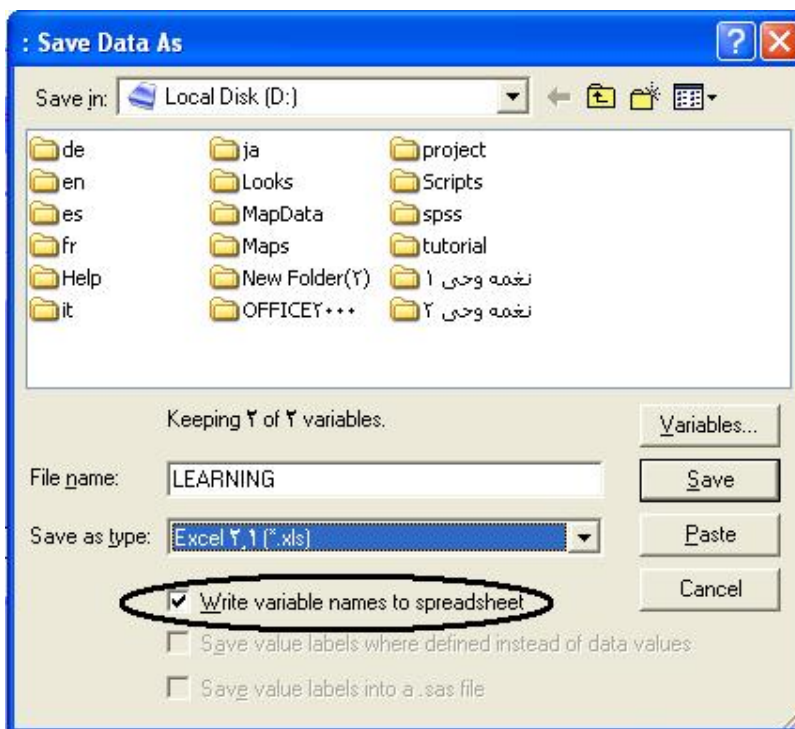 : Save Data As
Save in: Local Disk (D:)
de ja project
en Looks Scripts
es MapData spss
fr Maps tutorial
Help New Folder(۲) نغمه وحی ۱
it OFFICE۲۰۰۰ نغمه وحی ۲
Keeping ۲ of ۲ variables.
Variables...
File name: LEARNING Save
Save as type: Excel ۲٫۱ (*.xls) Paste
Write variable names to spreadsheet Cancel
Save value labels where defined instead of data values
Save value labels into a .sas file